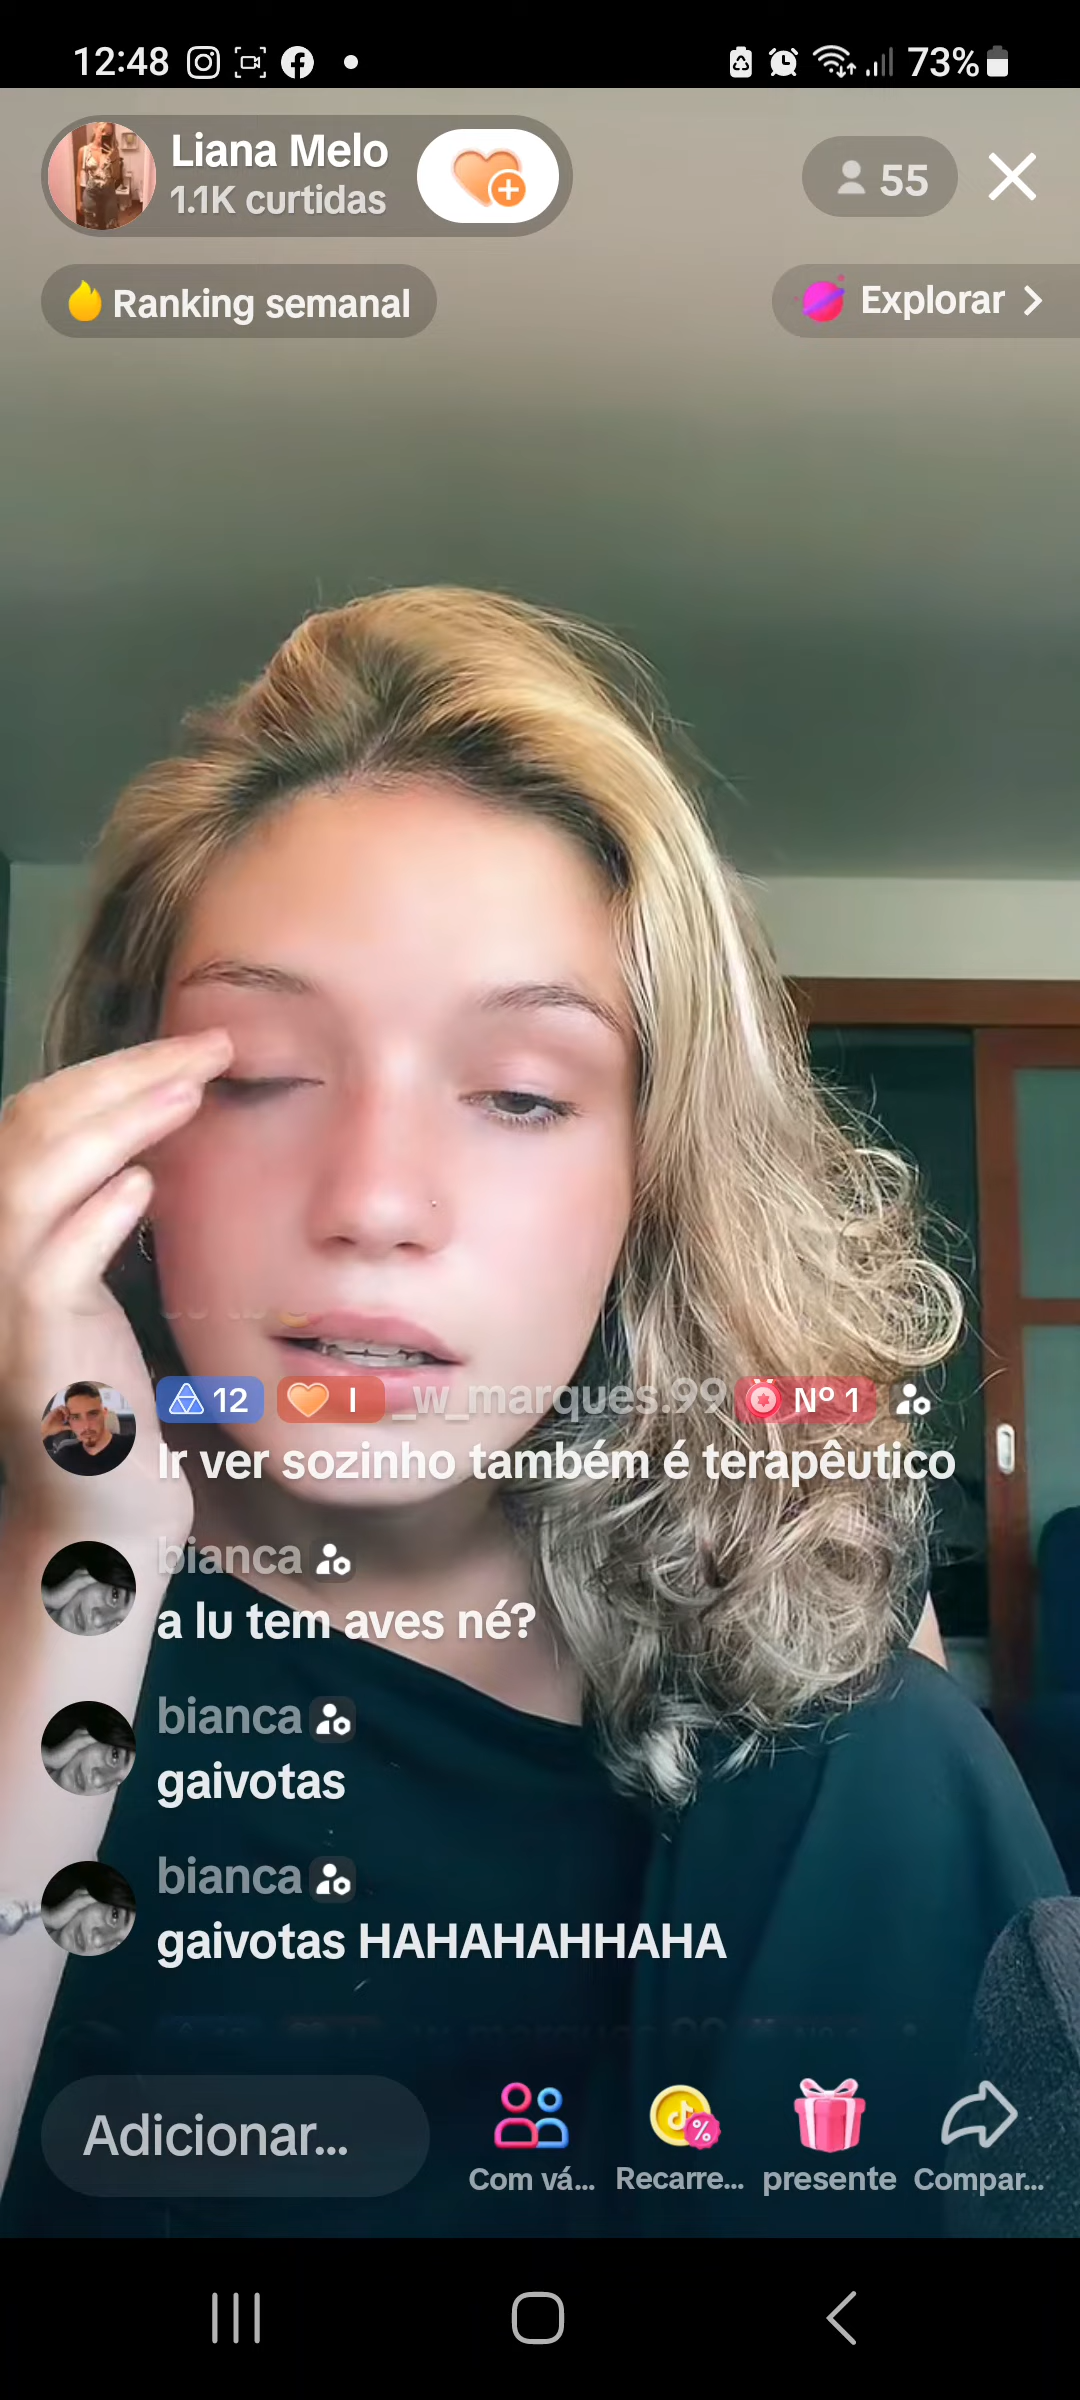 12:48
73%
Liana Melo
1.1K curtidas
55
Ranking semanal
Explorar
12 I _w_marques.99 Nº 1
Ir ver sozinho também é terapêutico
bianca
a lu tem aves né?
bianca
gaivotas
bianca
gaivotas HAHAHAHHAHA
Adicionar...
Com vá...
Recarre...
presente
Compar...